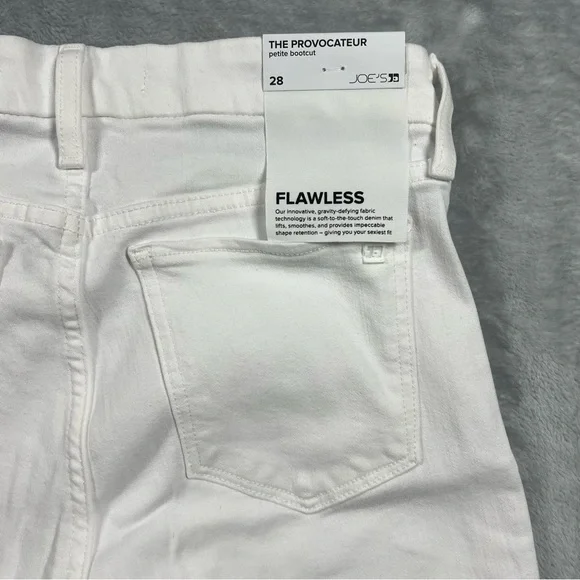 THE PROVOCATEUR
petite bootcut
28 JOE'S
FLAWLESS
Our innovative, gravity-defying fabric
technology is a soft-to-the-touch denim that
lifts, smoothes, and provides impeccable
shape retention – giving you your sexiest fit